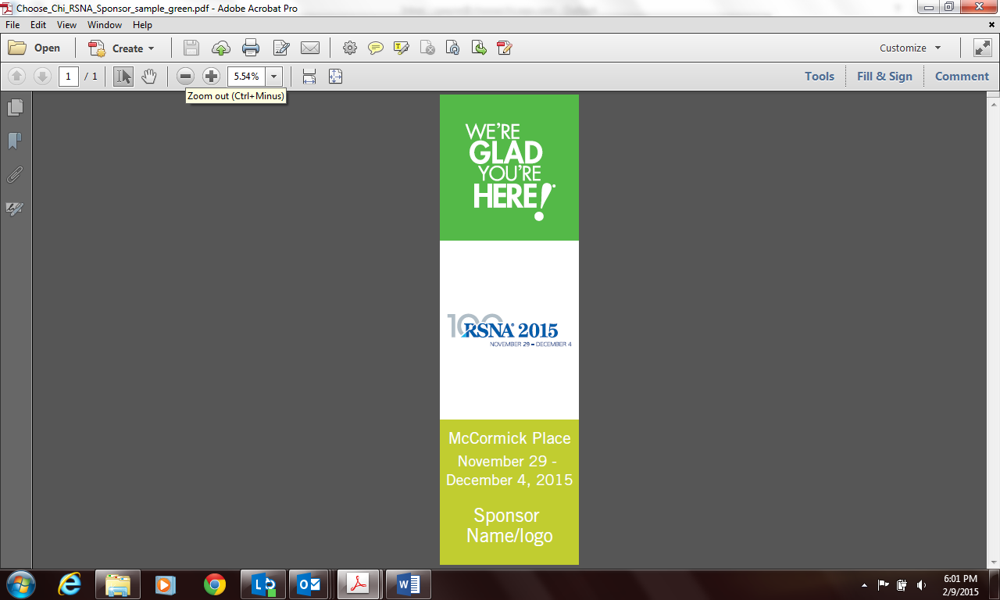 Choose_Chi_RSNA_Sponsor_sample_green.pdf - Adobe Acrobat Pro
File Edit View Window Help
Open Create Customize
1 / 1 5.54% Tools Fill & Sign Comment
Zoom out (Ctrl+Minus)
WE'RE
GLAD
YOU'RE
HERE!
100
RSNA® 2015
NOVEMBER 29 – DECEMBER 4
McCormick Place
November 29 -
December 4, 2015
Sponsor
Name/logo
6:01 PM
2/9/2015